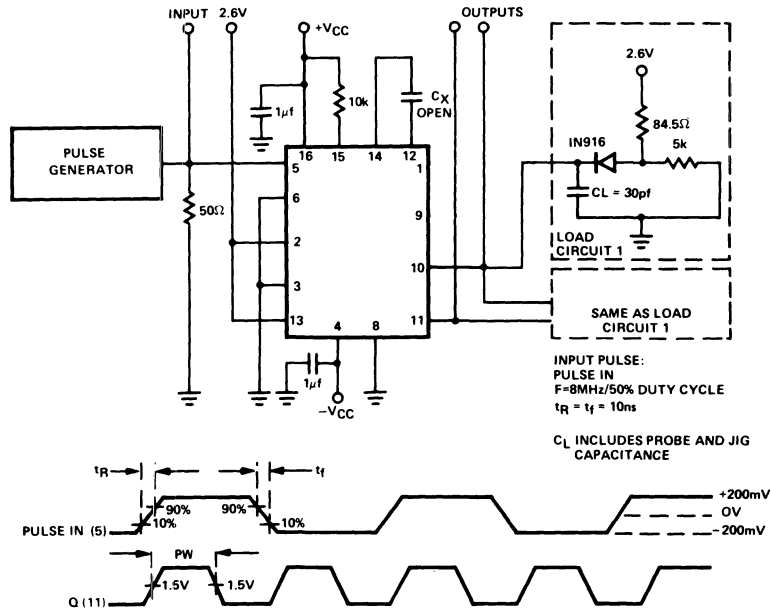 INPUT 2.6V +VCC OUTPUTS
2.6V
84.5Ω
IN916 5k
CL = 30pf
LOAD
CIRCUIT 1
1μf 10k CX
OPEN
PULSE
GENERATOR
50Ω
16 15 14 12
5 1
6
9
2
10
3
13 11
4 8
1μf
−VCC
SAME AS LOAD
CIRCUIT 1
INPUT PULSE:
PULSE IN
F=8MHz/50% DUTY CYCLE
tR = tf = 10ns
CL INCLUDES PROBE AND JIG
CAPACITANCE
tR tf
90% 90%
10% 10%
+200mV
OV
−200mV
PULSE IN (5)
PW
1.5V 1.5V
Q (11)